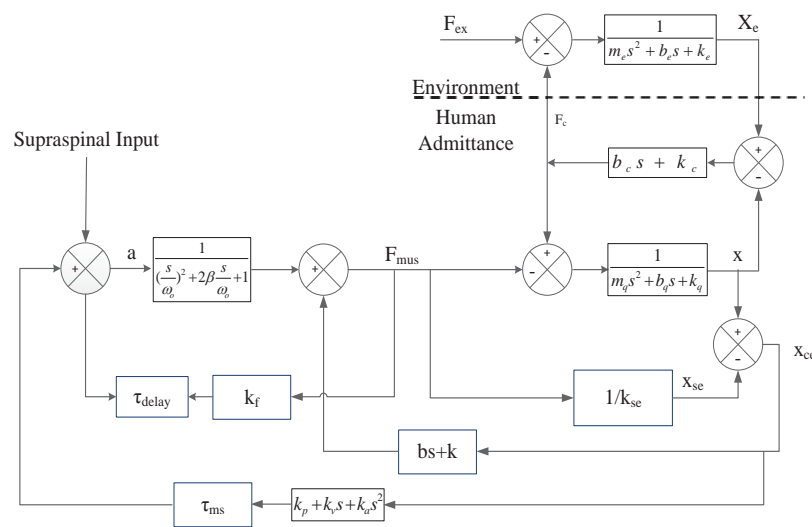 F_ex
+
-
1 / (m_e s^2 + b_e s + k_e)
X_e
Environment
Human
Admittance
F_c
b_c s + k_c
+
-
Supraspinal Input
+
a
1 / ((s/ω_o)^2 + 2β s/ω_o + 1)
+
F_mus
+
-
1 / (m_q s^2 + b_q s + k_q)
x
+
-
x_ce
τ_delay
k_f
1/k_se
x_se
bs+k
τ_ms
k_p + k_v s + k_a s^2